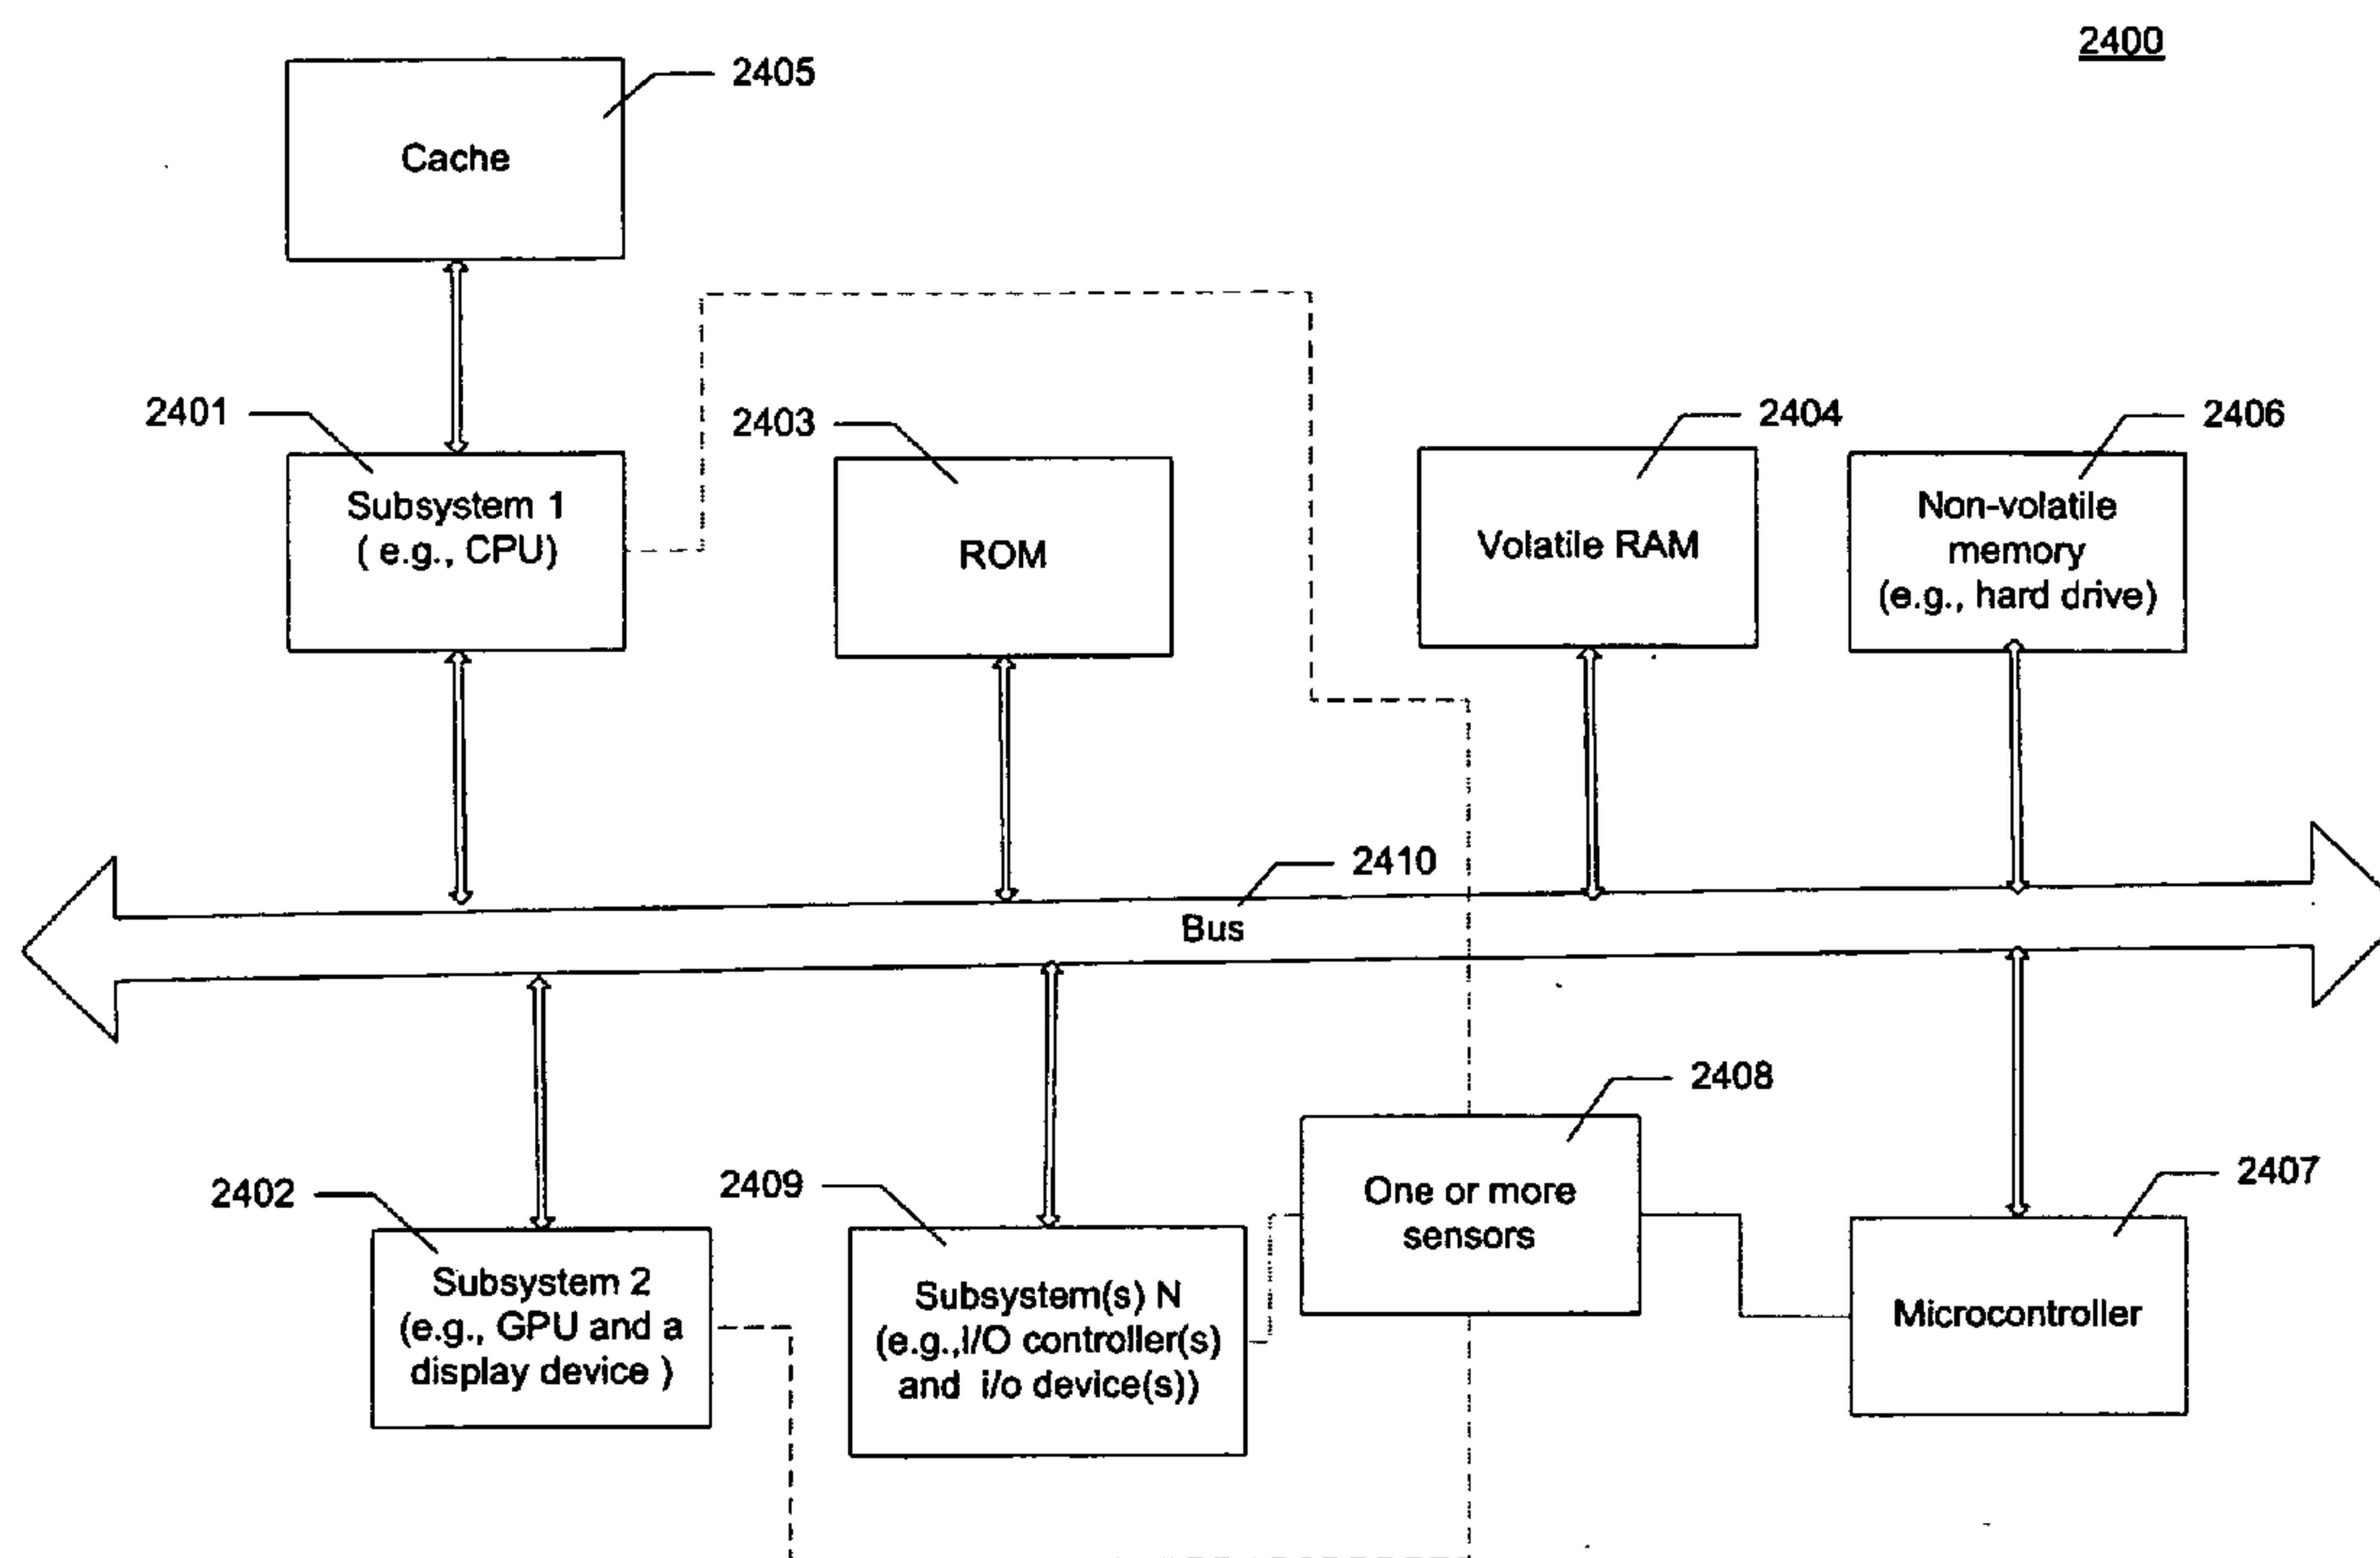 2400
2405
Cache
2401
2403
2404
2406
Subsystem 1
( e.g., CPU)
ROM
Volatile RAM
Non-volatile
memory
(e.g., hard drive)
2410
Bus
2408
2402
2409
2407
One or more
sensors
Subsystem 2
(e.g., GPU and a
display device )
Subsystem(s) N
(e.g.,I/O controller(s)
and i/o device(s))
Microcontroller